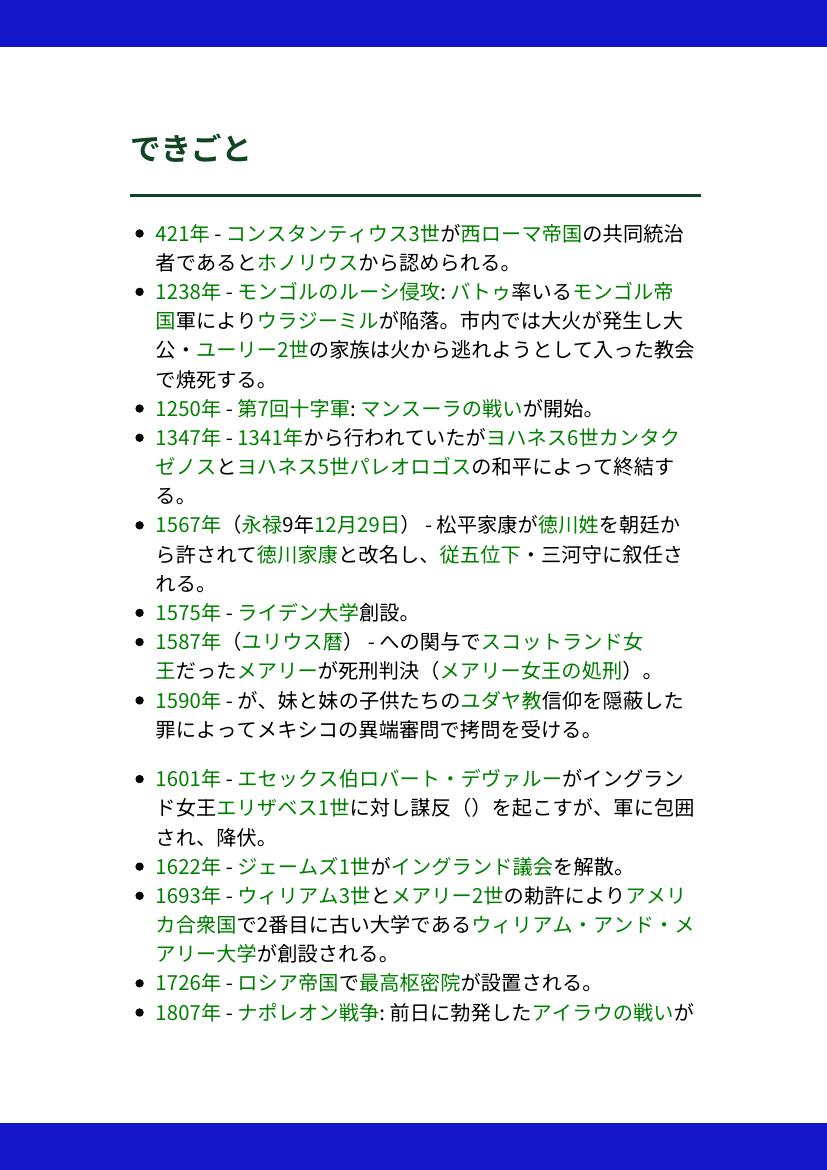 できごと
421年 - コンスタンティウス3世が西ローマ帝国の共同統治
者であるとホノリウスから認められる。
1238年 - モンゴルのルーシ侵攻: バトゥ率いるモンゴル帝
国軍によりウラジーミルが陥落。市内では大火が発生し大
公・ユーリー2世の家族は火から逃れようとして入った教会
で焼死する。
1250年 - 第7回十字軍: マンスーラの戦いが開始。
1347年 - 1341年から行われていたがヨハネス6世カンタク
ゼノスとヨハネス5世パレオロゴスの和平によって終結す
る。
1567年（永禄9年12月29日） - 松平家康が徳川姓を朝廷か
ら許されて徳川家康と改名し、従五位下・三河守に叙任さ
れる。
1575年 - ライデン大学創設。
1587年（ユリウス暦） - への関与でスコットランド女
王だったメアリーが死刑判決（メアリー女王の処刑）。
1590年 - が、妹と妹の子供たちのユダヤ教信仰を隠蔽した
罪によってメキシコの異端審問で拷問を受ける。
1601年 - エセックス伯ロバート・デヴァルーがイングラン
ド女王エリザベス1世に対し謀反（）を起こすが、軍に包囲
され、降伏。
1622年 - ジェームズ1世がイングランド議会を解散。
1693年 - ウィリアム3世とメアリー2世の勅許によりアメリ
カ合衆国で2番目に古い大学であるウィリアム・アンド・メ
アリー大学が創設される。
1726年 - ロシア帝国で最高枢密院が設置される。
1807年 - ナポレオン戦争: 前日に勃発したアイラウの戦いが